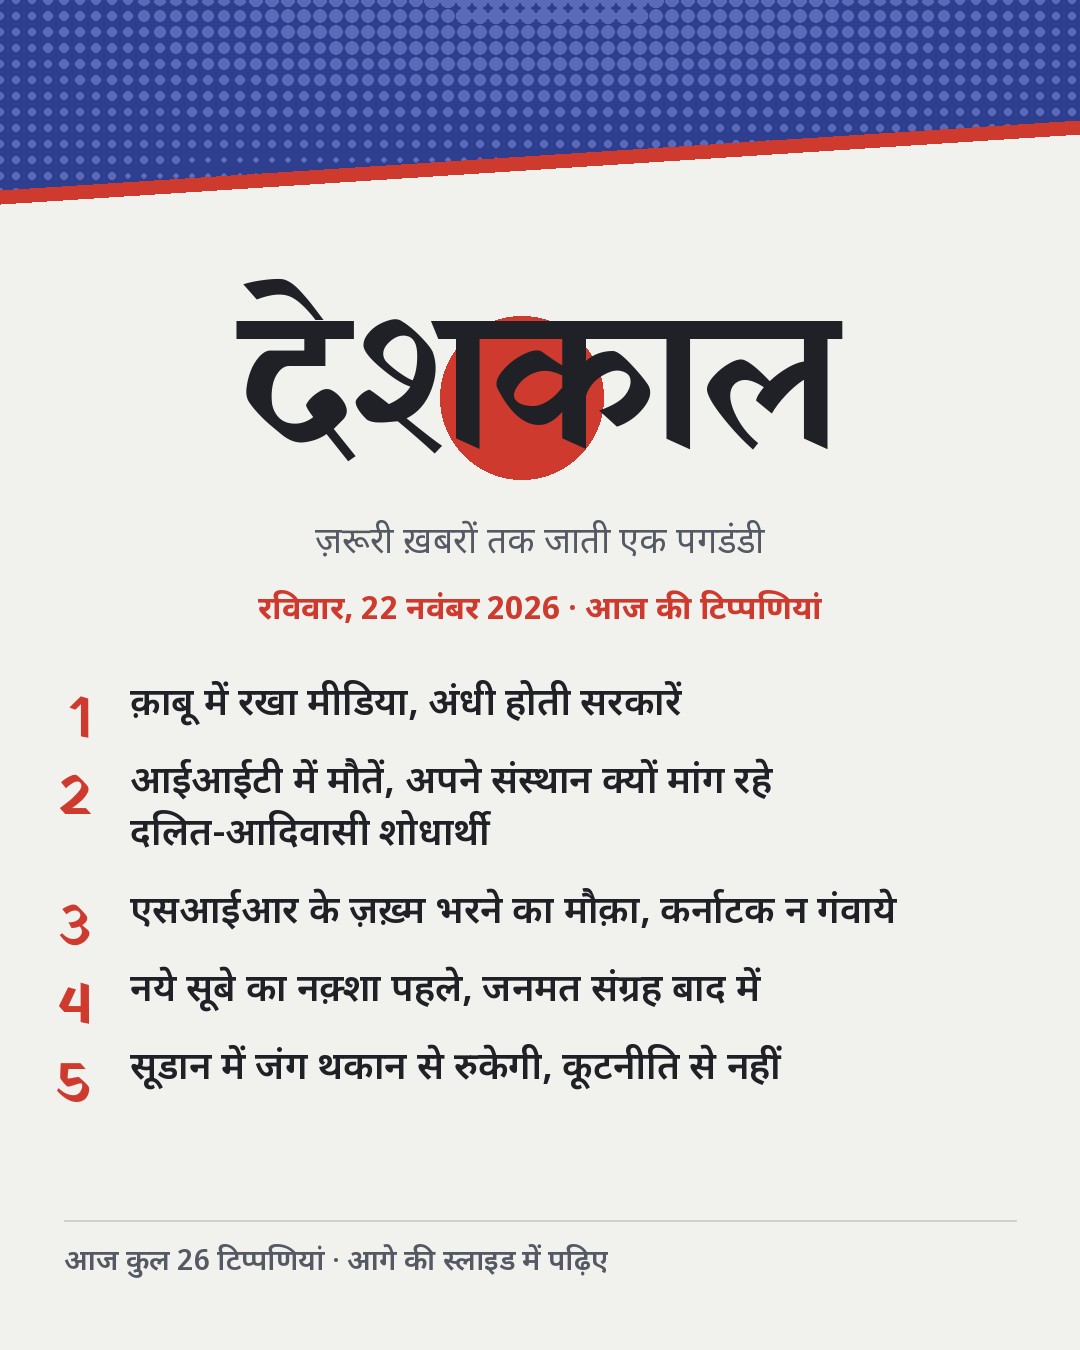 देशकाल
ज़रूरी ख़बरों तक जाती एक पगडंडी
रविवार, 22 नवंबर 2026 · आज की टिप्पणियां
1 क़ाबू में रखा मीडिया, अंधी होती सरकारें
2 आईआईटी में मौतें, अपने संस्थान क्यों मांग रहे
दलित-आदिवासी शोधार्थी
3 एसआईआर के ज़ख़्म भरने का मौक़ा, कर्नाटक न गंवाये
4 नये सूबे का नक़्शा पहले, जनमत संग्रह बाद में
5 सूडान में जंग थकान से रुकेगी, कूटनीति से नहीं
आज कुल 26 टिप्पणियां · आगे की स्लाइड में पढ़िए